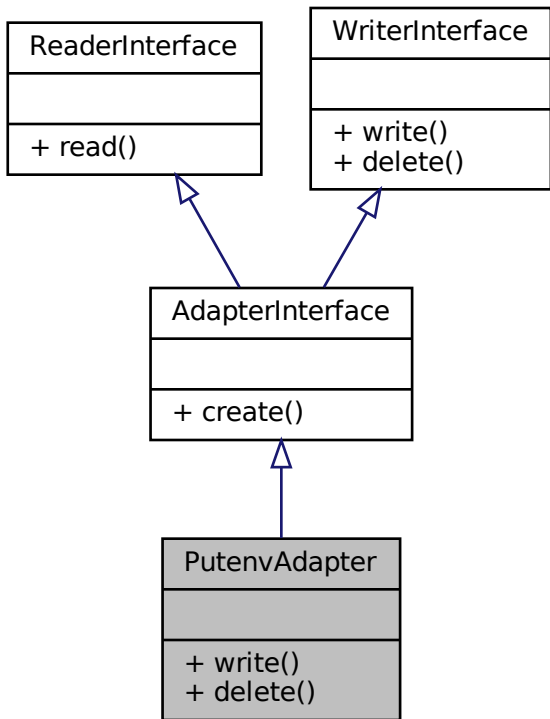 ReaderInterface
+ read()
WriterInterface
+ write()
+ delete()
AdapterInterface
+ create()
PutenvAdapter
+ write()
+ delete()